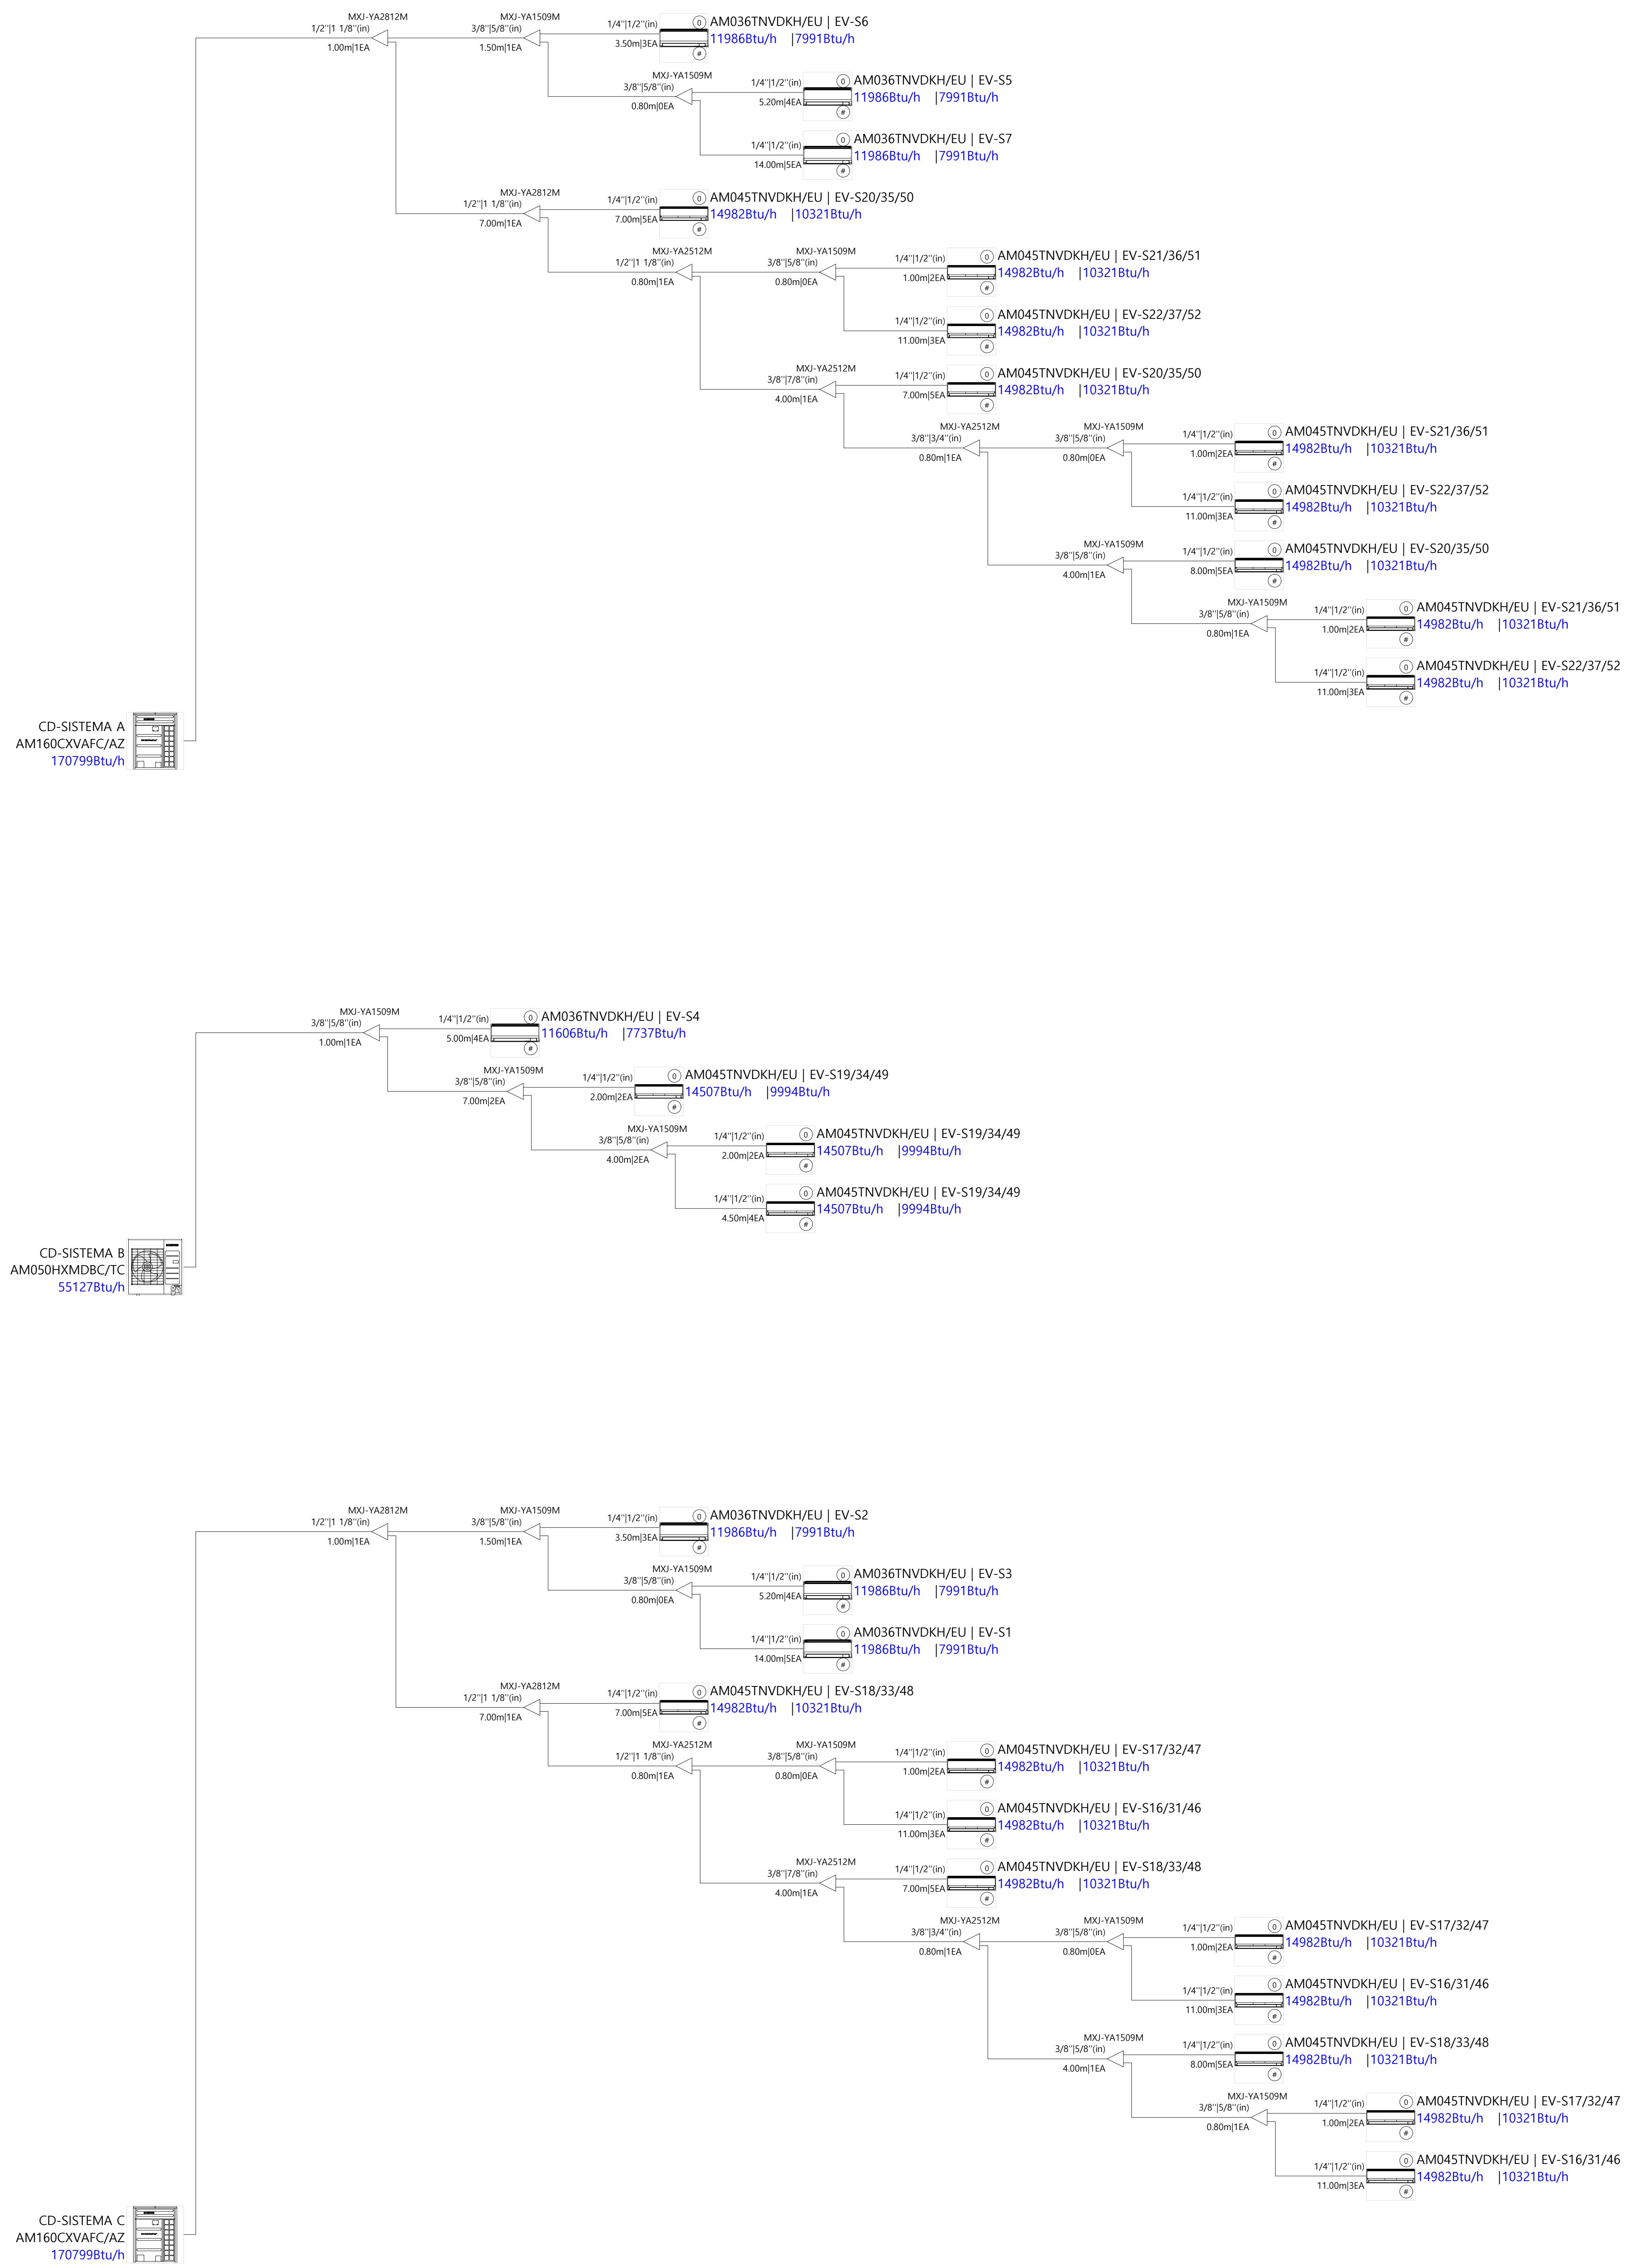 MXJ-YA2812M
1/2"|1 1/8"(in)
1.00m|1EA
MXJ-YA1509M
3/8"|5/8"(in)
1.50m|1EA
1/4"|1/2"(in)
3.50m|3EA
0
#
AM036TNVDKH/EU | EV-S6
11986Btu/h |7991Btu/h
MXJ-YA1509M
3/8"|5/8"(in)
0.80m|0EA
1/4"|1/2"(in)
5.20m|4EA
0
#
AM036TNVDKH/EU | EV-S5
11986Btu/h |7991Btu/h
1/4"|1/2"(in)
14.00m|5EA
0
#
AM036TNVDKH/EU | EV-S7
11986Btu/h |7991Btu/h
MXJ-YA2812M
1/2"|1 1/8"(in)
7.00m|1EA
1/4"|1/2"(in)
7.00m|5EA
0
#
AM045TNVDKH/EU | EV-S20/35/50
14982Btu/h |10321Btu/h
MXJ-YA2512M
1/2"|1 1/8"(in)
0.80m|1EA
MXJ-YA1509M
3/8"|5/8"(in)
0.80m|0EA
1/4"|1/2"(in)
1.00m|2EA
0
#
AM045TNVDKH/EU | EV-S21/36/51
14982Btu/h |10321Btu/h
1/4"|1/2"(in)
11.00m|3EA
0
#
AM045TNVDKH/EU | EV-S22/37/52
14982Btu/h |10321Btu/h
MXJ-YA2512M
3/8"|7/8"(in)
4.00m|1EA
1/4"|1/2"(in)
7.00m|5EA
0
#
AM045TNVDKH/EU | EV-S20/35/50
14982Btu/h |10321Btu/h
MXJ-YA2512M
3/8"|3/4"(in)
0.80m|1EA
MXJ-YA1509M
3/8"|5/8"(in)
0.80m|0EA
1/4"|1/2"(in)
1.00m|2EA
0
#
AM045TNVDKH/EU | EV-S21/36/51
14982Btu/h |10321Btu/h
1/4"|1/2"(in)
11.00m|3EA
0
#
AM045TNVDKH/EU | EV-S22/37/52
14982Btu/h |10321Btu/h
MXJ-YA1509M
3/8"|5/8"(in)
4.00m|1EA
1/4"|1/2"(in)
8.00m|5EA
0
#
AM045TNVDKH/EU | EV-S20/35/50
14982Btu/h |10321Btu/h
MXJ-YA1509M
3/8"|5/8"(in)
0.80m|1EA
1/4"|1/2"(in)
1.00m|2EA
0
#
AM045TNVDKH/EU | EV-S21/36/51
14982Btu/h |10321Btu/h
1/4"|1/2"(in)
11.00m|3EA
0
#
AM045TNVDKH/EU | EV-S22/37/52
14982Btu/h |10321Btu/h
CD-SISTEMA A
AM160CXVAFC/AZ
170799Btu/h
MXJ-YA1509M
3/8"|5/8"(in)
1.00m|1EA
1/4"|1/2"(in)
5.00m|4EA
0
#
AM036TNVDKH/EU | EV-S4
11606Btu/h |7737Btu/h
MXJ-YA1509M
3/8"|5/8"(in)
7.00m|2EA
1/4"|1/2"(in)
2.00m|2EA
0
#
AM045TNVDKH/EU | EV-S19/34/49
14507Btu/h |9994Btu/h
MXJ-YA1509M
3/8"|5/8"(in)
4.00m|2EA
1/4"|1/2"(in)
2.00m|2EA
0
#
AM045TNVDKH/EU | EV-S19/34/49
14507Btu/h |9994Btu/h
1/4"|1/2"(in)
4.50m|4EA
0
#
AM045TNVDKH/EU | EV-S19/34/49
14507Btu/h |9994Btu/h
CD-SISTEMA B
AM050HXMDBC/TC
55127Btu/h
MXJ-YA2812M
1/2"|1 1/8"(in)
1.00m|1EA
MXJ-YA1509M
3/8"|5/8"(in)
1.50m|1EA
1/4"|1/2"(in)
3.50m|3EA
0
#
AM036TNVDKH/EU | EV-S2
11986Btu/h |7991Btu/h
MXJ-YA1509M
3/8"|5/8"(in)
0.80m|0EA
1/4"|1/2"(in)
5.20m|4EA
0
#
AM036TNVDKH/EU | EV-S3
11986Btu/h |7991Btu/h
1/4"|1/2"(in)
14.00m|5EA
0
#
AM036TNVDKH/EU | EV-S1
11986Btu/h |7991Btu/h
MXJ-YA2812M
1/2"|1 1/8"(in)
7.00m|1EA
1/4"|1/2"(in)
7.00m|5EA
0
#
AM045TNVDKH/EU | EV-S18/33/48
14982Btu/h |10321Btu/h
MXJ-YA2512M
1/2"|1 1/8"(in)
0.80m|1EA
MXJ-YA1509M
3/8"|5/8"(in)
0.80m|0EA
1/4"|1/2"(in)
1.00m|2EA
0
#
AM045TNVDKH/EU | EV-S17/32/47
14982Btu/h |10321Btu/h
1/4"|1/2"(in)
11.00m|3EA
0
#
AM045TNVDKH/EU | EV-S16/31/46
14982Btu/h |10321Btu/h
MXJ-YA2512M
3/8"|7/8"(in)
4.00m|1EA
1/4"|1/2"(in)
7.00m|5EA
0
#
AM045TNVDKH/EU | EV-S18/33/48
14982Btu/h |10321Btu/h
MXJ-YA2512M
3/8"|3/4"(in)
0.80m|1EA
MXJ-YA1509M
3/8"|5/8"(in)
0.80m|0EA
1/4"|1/2"(in)
1.00m|2EA
0
#
AM045TNVDKH/EU | EV-S17/32/47
14982Btu/h |10321Btu/h
1/4"|1/2"(in)
11.00m|3EA
0
#
AM045TNVDKH/EU | EV-S16/31/46
14982Btu/h |10321Btu/h
MXJ-YA1509M
3/8"|5/8"(in)
4.00m|1EA
1/4"|1/2"(in)
8.00m|5EA
0
#
AM045TNVDKH/EU | EV-S18/33/48
14982Btu/h |10321Btu/h
MXJ-YA1509M
3/8"|5/8"(in)
0.80m|1EA
1/4"|1/2"(in)
1.00m|2EA
0
#
AM045TNVDKH/EU | EV-S17/32/47
14982Btu/h |10321Btu/h
1/4"|1/2"(in)
11.00m|3EA
0
#
AM045TNVDKH/EU | EV-S16/31/46
14982Btu/h |10321Btu/h
CD-SISTEMA C
AM160CXVAFC/AZ
170799Btu/h